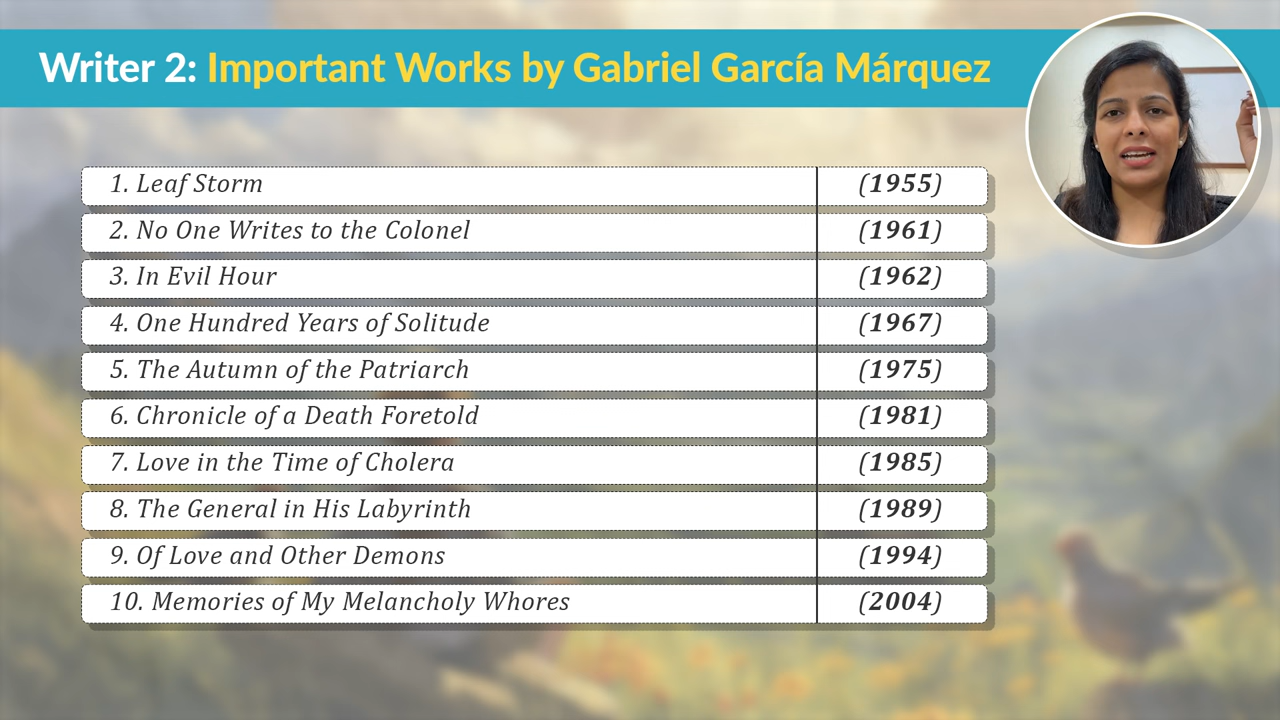 Writer 2: Important Works by Gabriel García Márquez
1. Leaf Storm (1955)
2. No One Writes to the Colonel (1961)
3. In Evil Hour (1962)
4. One Hundred Years of Solitude (1967)
5. The Autumn of the Patriarch (1975)
6. Chronicle of a Death Foretold (1981)
7. Love in the Time of Cholera (1985)
8. The General in His Labyrinth (1989)
9. Of Love and Other Demons (1994)
10. Memories of My Melancholy Whores (2004)